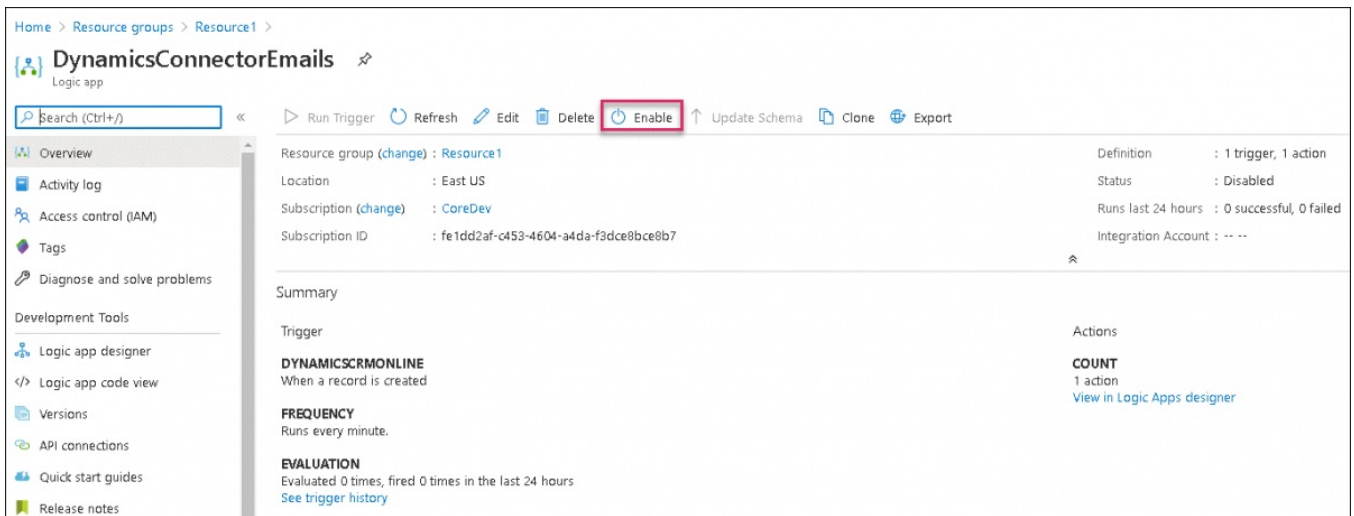 Home > Resource groups > Resource1 >
DynamicsConnectorEmails
Logic app
Search (Ctrl+/)
«
Run Trigger Refresh Edit Delete Enable Update Schema Clone Export
Overview
Activity log
Access control (IAM)
Tags
Diagnose and solve problems
Development Tools
Logic app designer
Logic app code view
Versions
API connections
Quick start guides
Release notes
Resource group (change) : Resource1
Location : East US
Subscription (change) : CoreDev
Subscription ID : fe1dd2af-c453-4604-a4da-f3dce8bce8b7
Definition : 1 trigger, 1 action
Status : Disabled
Runs last 24 hours : 0 successful, 0 failed
Integration Account : -- --
Summary
Trigger
DYNAMICSCRMONLINE
When a record is created
FREQUENCY
Runs every minute.
EVALUATION
Evaluated 0 times, fired 0 times in the last 24 hours
See trigger history
Actions
COUNT
1 action
View in Logic Apps designer